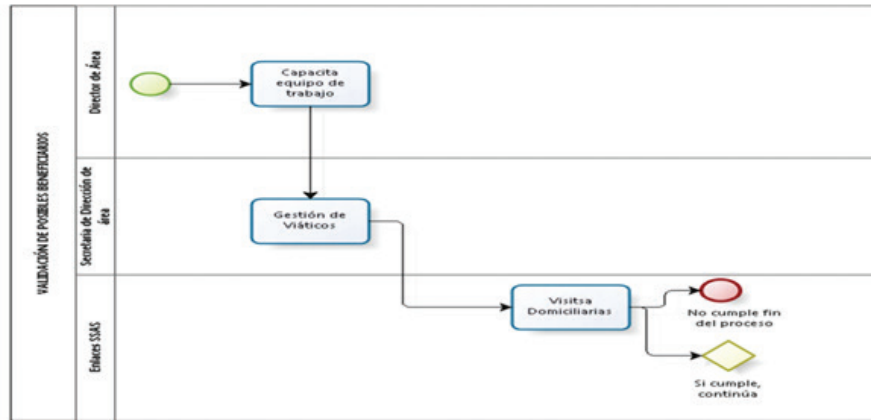 VALIDACIÓN DE POSIBLES BENEFICIARIOS
Director de Área
Capacita
equipo de
trabajo
Secretaria de Dirección de
área
Gestión de
Viáticos
Enlaces SSAS
Visitsa
Domiciliarias
No cumple fin
del proceso
Si cumple,
continúa